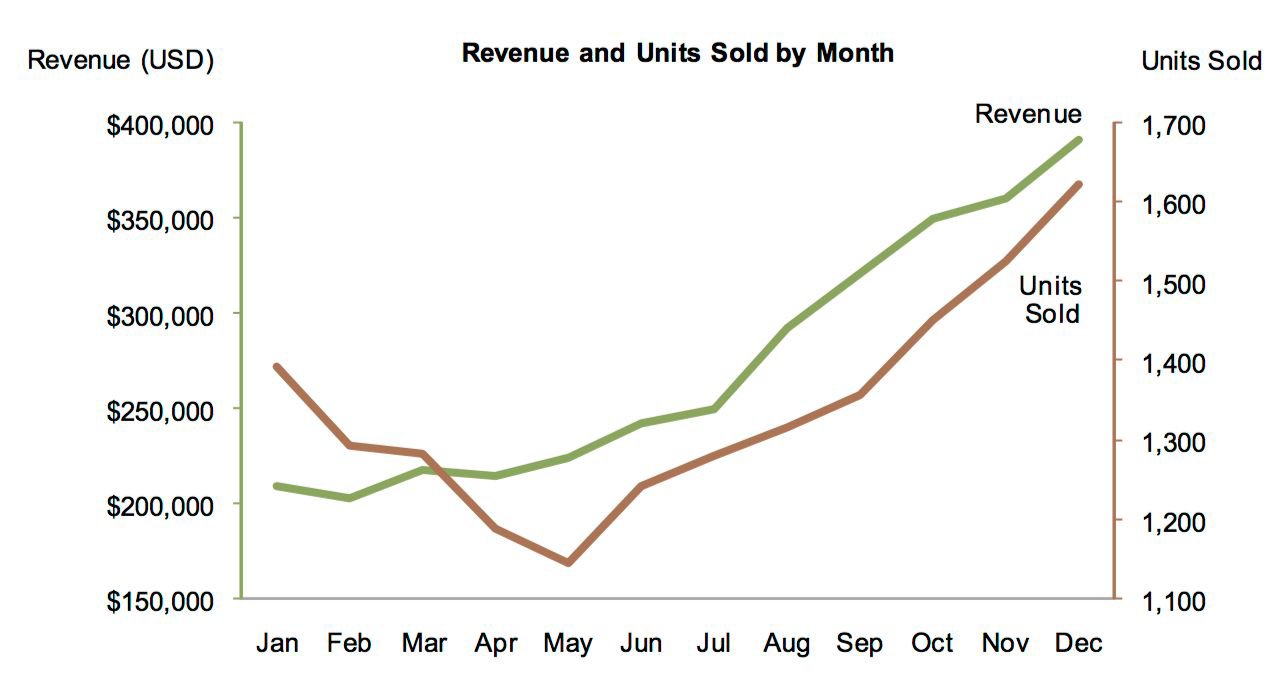 Revenue and Units Sold by Month
Revenue (USD)
Units Sold
$400,000
$350,000
$300,000
$250,000
$200,000
$150,000
Revenue
Units
Sold
1,700
1,600
1,500
1,400
1,300
1,200
1,100
Jan Feb Mar Apr May Jun Jul Aug Sep Oct Nov Dec